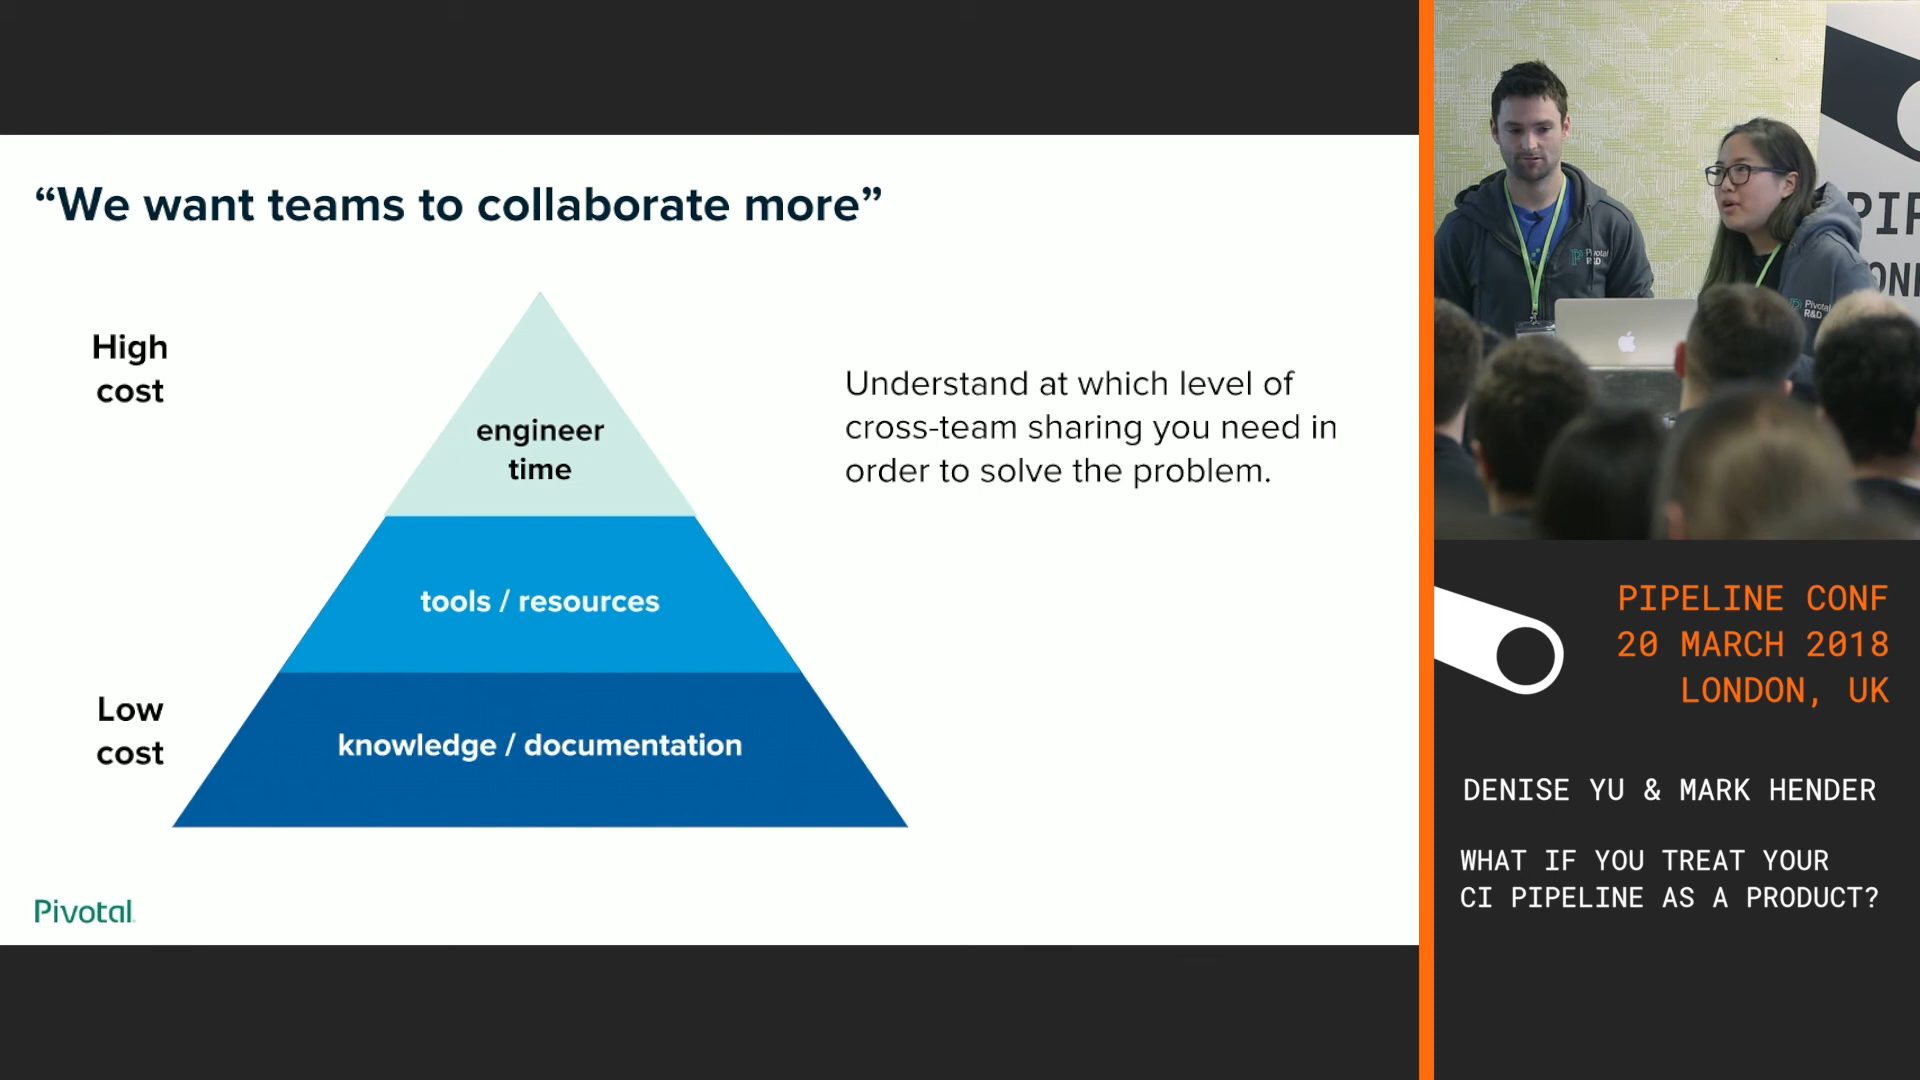 “We want teams to collaborate more”
High
cost
engineer
time
tools / resources
Low
cost
knowledge / documentation
Understand at which level of
cross-team sharing you need in
order to solve the problem.
Pivotal
Pivotal
R&D
Pivotal
R&D
PIPELINE CONF
20 MARCH 2018
LONDON, UK
DENISE YU & MARK HENDER
WHAT IF YOU TREAT YOUR
CI PIPELINE AS A PRODUCT?